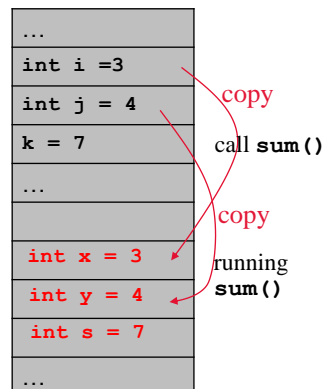 ...
int i =3
int j = 4
copy
k = 7
call sum()
...
copy
int x = 3
running
int y = 4
sum()
int s = 7
...